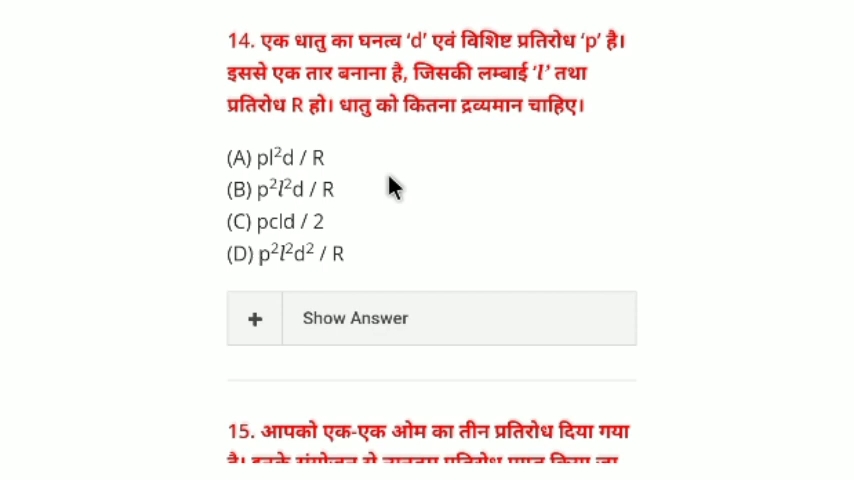 14. एक धातु का घनत्व ‘d’ एवं विशिष्ट प्रतिरोध ‘p’ है।
इससे एक तार बनाना है, जिसकी लम्बाई ‘l’ तथा
प्रतिरोध R हो। धातु को कितना द्रव्यमान चाहिए।
(A) pl²d / R
(B) p²l²d / R
(C) pcld / 2
(D) p²l²d² / R
+ Show Answer
15. आपको एक-एक ओम का तीन प्रतिरोध दिया गया